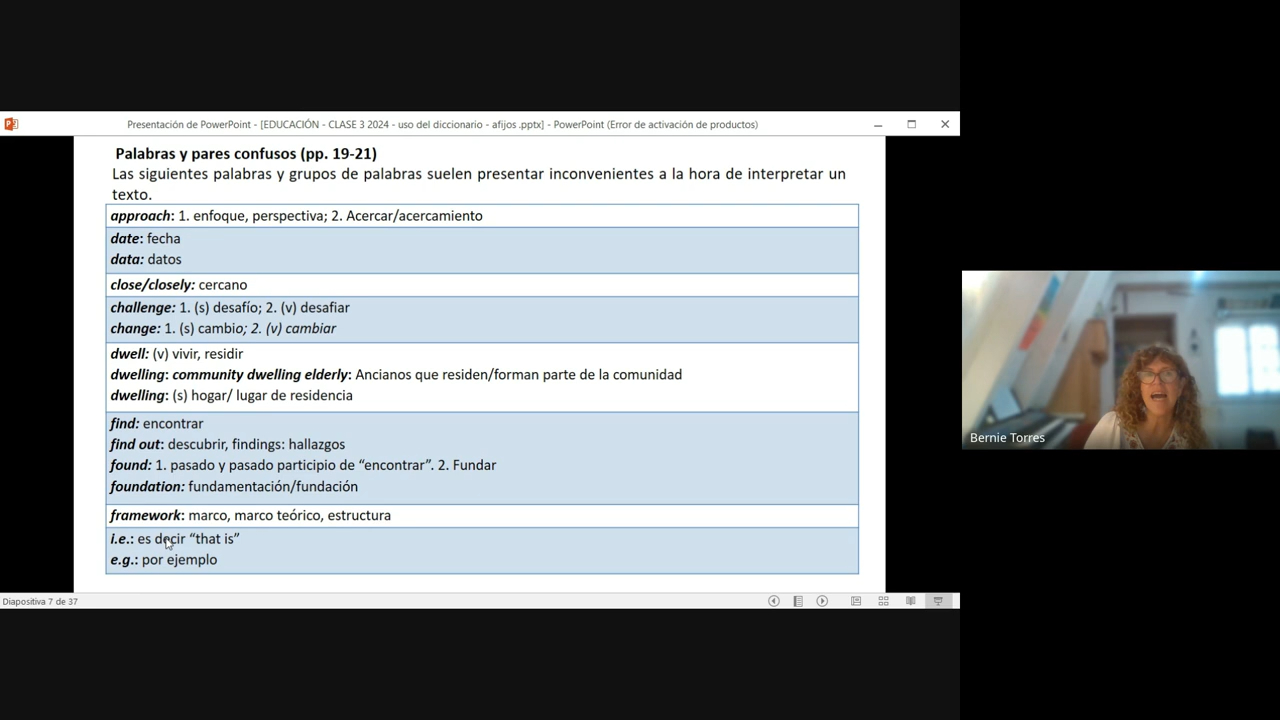 Presentación de PowerPoint - [EDUCACIÓN - CLASE 3 2024 - uso del diccionario - afijos .pptx] - PowerPoint (Error de activación de productos)
Palabras y pares confusos (pp. 19-21)
Las siguientes palabras y grupos de palabras suelen presentar inconvenientes a la hora de interpretar un
texto.
approach: 1. enfoque, perspectiva; 2. Acercar/acercamiento
date: fecha
data: datos
close/closely: cercano
challenge: 1. (s) desafío; 2. (v) desafiar
change: 1. (s) cambio; 2. (v) cambiar
dwell: (v) vivir, residir
dwelling: community dwelling elderly: Ancianos que residen/forman parte de la comunidad
dwelling: (s) hogar/ lugar de residencia
find: encontrar
find out: descubrir, findings: hallazgos
found: 1. pasado y pasado participio de “encontrar”. 2. Fundar
foundation: fundamentación/fundación
framework: marco, marco teórico, estructura
i.e.: es decir “that is”
e.g.: por ejemplo
Diapositiva 7 de 37
Bernie Torres